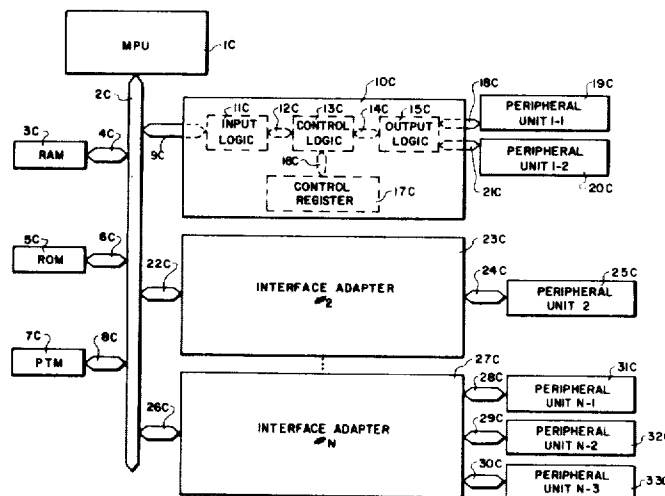 MPU
1C
2C
10C
11C
12C
13C
14C
15C
18C
19C
INPUT
LOGIC
CONTROL
LOGIC
OUTPUT
LOGIC
PERIPHERAL
UNIT 1-1
3C
4C
RAM
9C
16C
PERIPHERAL
UNIT 1-2
21C
20C
CONTROL
REGISTER
17C
5C
6C
ROM
22C
23C
24C
25C
INTERFACE ADAPTER
#2
PERIPHERAL
UNIT 2
7C
8C
PTM
26C
27C
28C
31C
INTERFACE ADAPTER
#N
PERIPHERAL
UNIT N-1
29C
PERIPHERAL
UNIT N-2
32C
30C
PERIPHERAL
UNIT N-3
33C